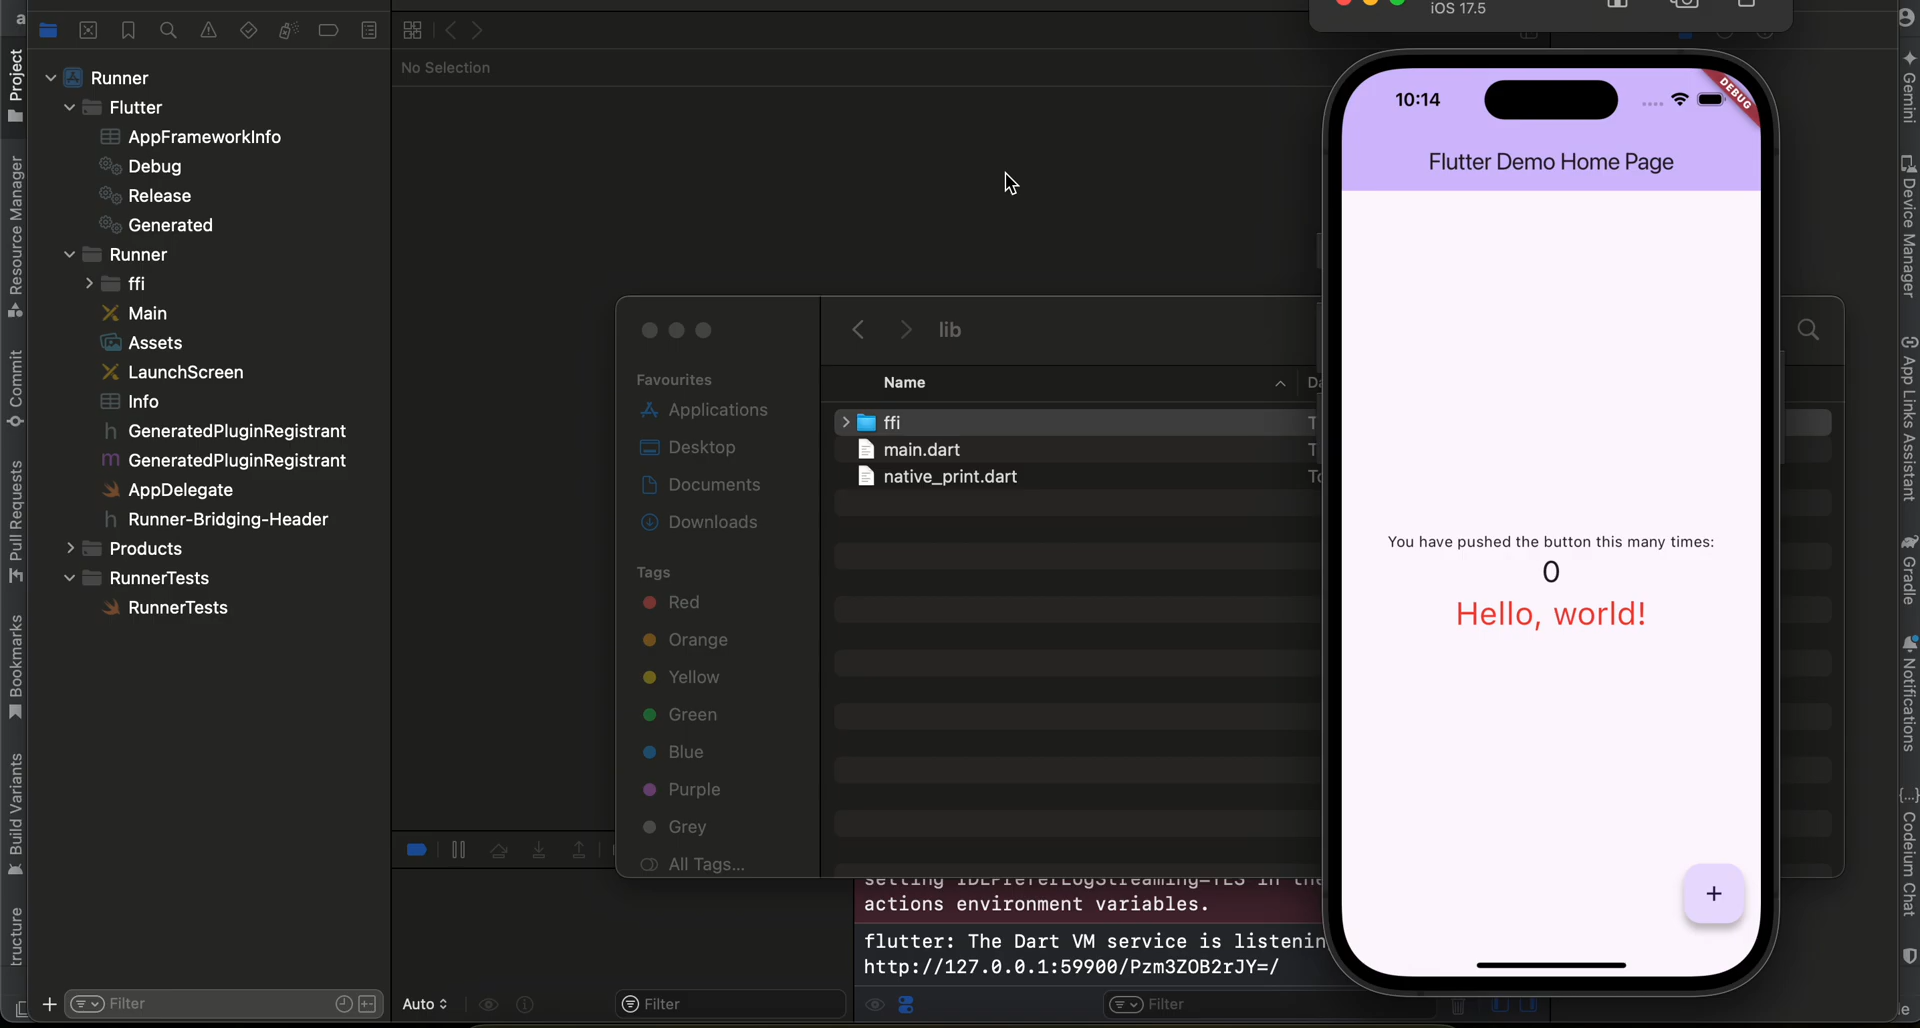 Project
Resource Manager
Commit
Pull Requests
Bookmarks
Build Variants
Runner
Flutter
AppFrameworkInfo
Debug
Release
Generated
Runner
ffi
Main
Assets
LaunchScreen
Info
GeneratedPluginRegistrant
GeneratedPluginRegistrant
AppDelegate
Runner-Bridging-Header
Products
RunnerTests
RunnerTests
Filter
No Selection
lib
Favourites
Applications
Desktop
Documents
Downloads
Tags
Red
Orange
Yellow
Green
Blue
Purple
Grey
All Tags...
Name
ffi
main.dart
native_print.dart
actions environment variables.
flutter: The Dart VM service is listenin
http://127.0.0.1:59900/Pzm3ZOB2rJY=/
Auto
Filter
Filter
iOS 17.5
10:14
DEBUG
Flutter Demo Home Page
You have pushed the button this many times:
0
Hello, world!
+
Gemini
Device Manager
App Links Assistant
Gradle
Notifications
Codeium Chat